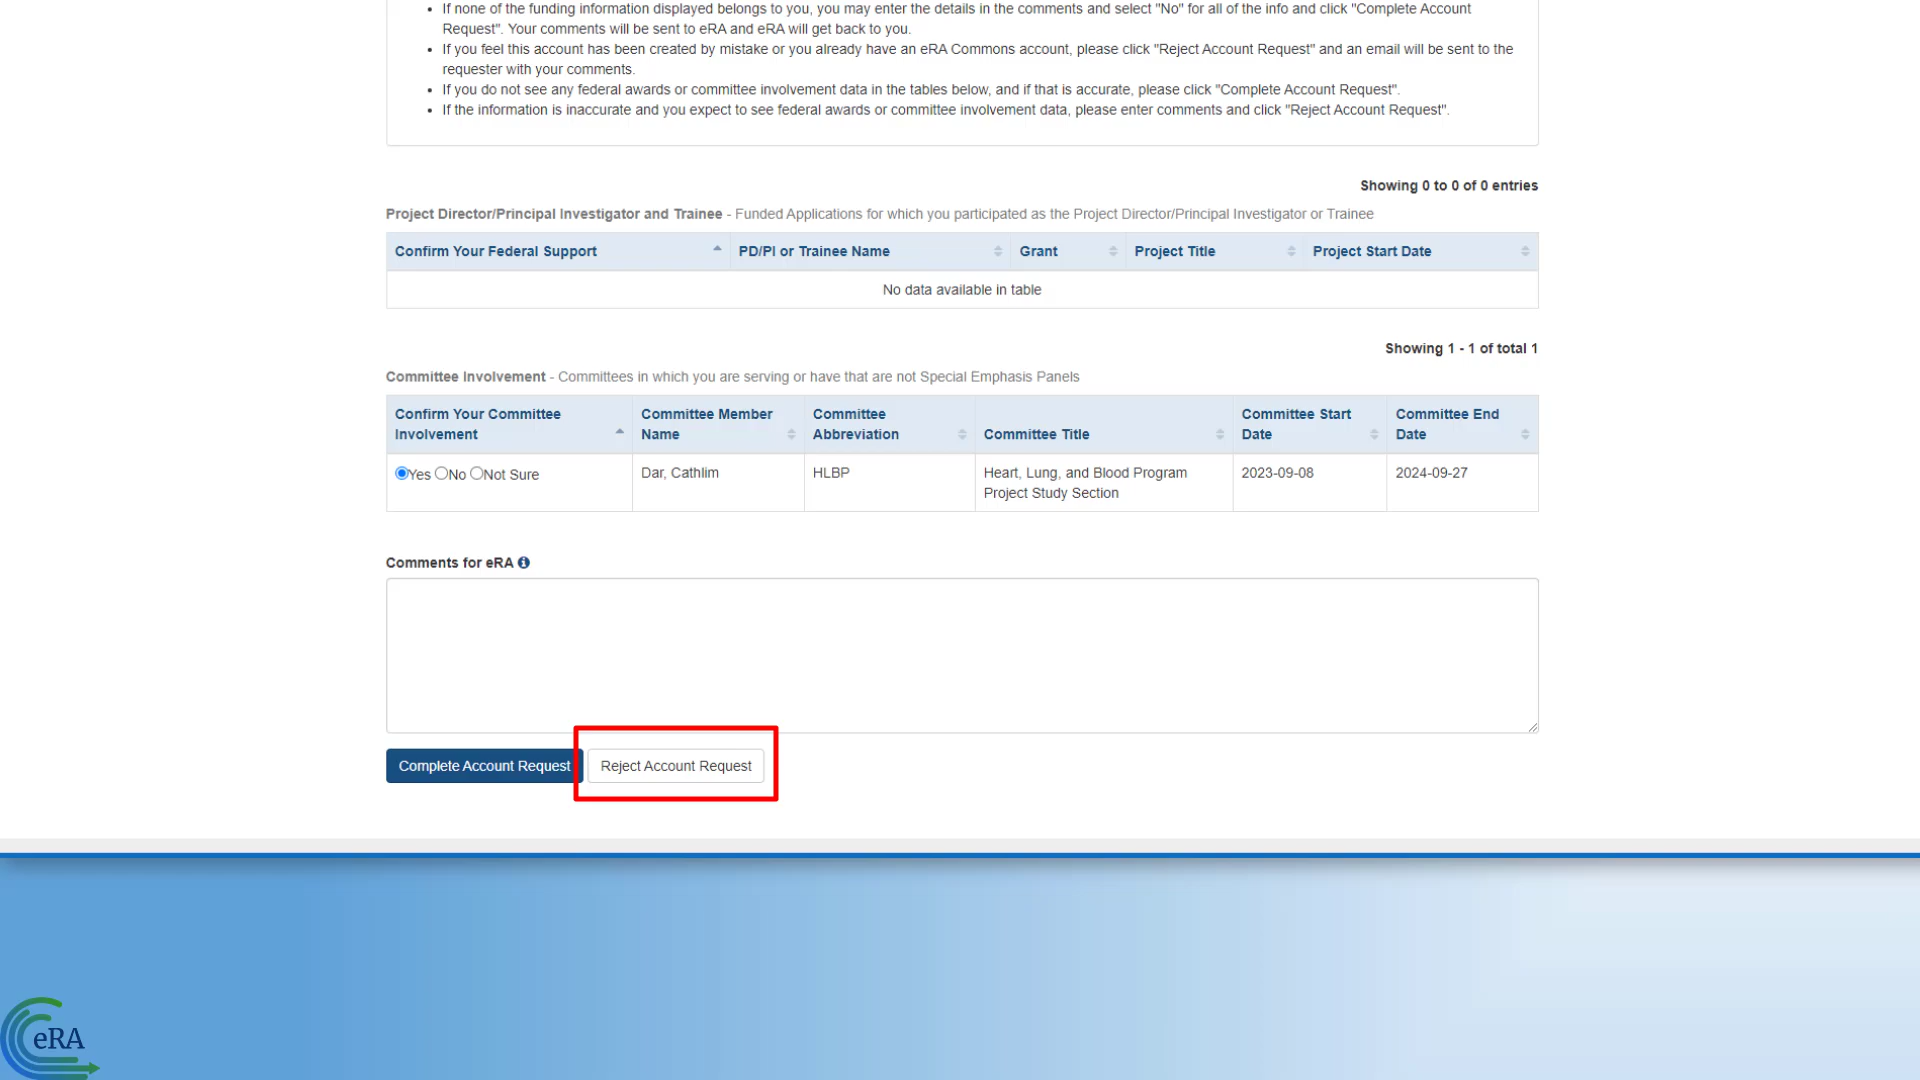 • If none of the funding information displayed belongs to you, you may enter the details in the comments and select "No" for all of the info and click "Complete Account
Request". Your comments will be sent to eRA and eRA will get back to you.
• If you feel this account has been created by mistake or you already have an eRA Commons account, please click "Reject Account Request" and an email will be sent to the
requester with your comments.
• If you do not see any federal awards or committee involvement data in the tables below, and if that is accurate, please click "Complete Account Request".
• If the information is inaccurate and you expect to see federal awards or committee involvement data, please enter comments and click "Reject Account Request".
Showing 0 to 0 of 0 entries
Project Director/Principal Investigator and Trainee - Funded Applications for which you participated as the Project Director/Principal Investigator or Trainee
Confirm Your Federal Support PD/PI or Trainee Name Grant Project Title Project Start Date
No data available in table
Showing 1 - 1 of total 1
Committee Involvement - Committees in which you are serving or have that are not Special Emphasis Panels
Confirm Your Committee Involvement Committee Member Name Committee Abbreviation Committee Title Committee Start Date Committee End Date
Yes No Not Sure Dar, Cathlim HLBP Heart, Lung, and Blood Program Project Study Section 2023-09-08 2024-09-27
Comments for eRA
Complete Account Request Reject Account Request
eRA